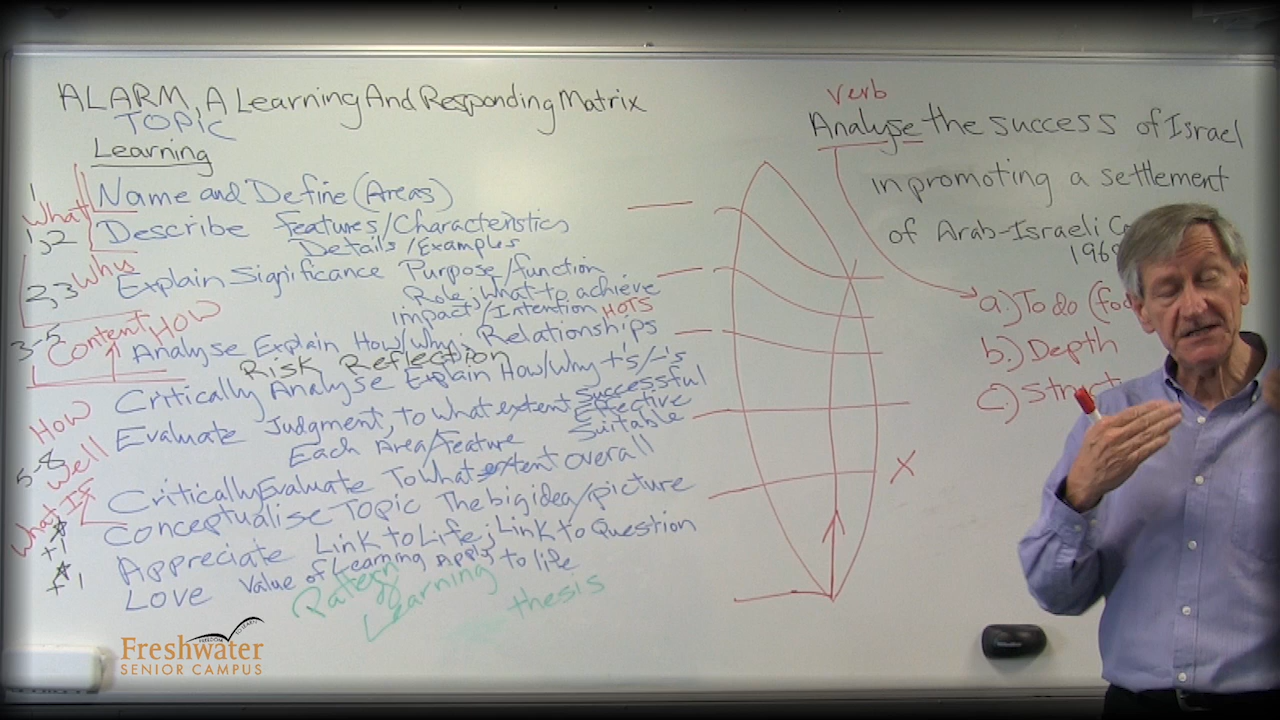 ALARM, A Learning And Responding Matrix
TOPIC
Learning
1 Name and Define (Areas)
What
1,2 Describe Features/Characteristics
Details/Examples
Why
2,3 Explain Significance Purpose/function
Role; What to achieve
impact/Intention HOTS
Content HOW
3-5 Analyse Explain How/Why; Relationships
Risk Reflection
Critically Analyse Explain How/Why +'s/-'s
How Well
5-8
Evaluate Judgment, to what extent successful
Effective
Each Area/feature Suitable
Critically Evaluate To What extent overall
What If
Conceptualise Topic The big idea/picture
+1 Appreciate Link to Life; Link to Question
+1 Love Value of Learning Apply to life
Learning thesis
verb
Analyse the success of Israel
in promoting a settlement
of Arab-Israeli
a.) To do
b.) Depth
c.) Struct
X
Freshwater
FREEDOM TO LEARN
SENIOR CAMPUS